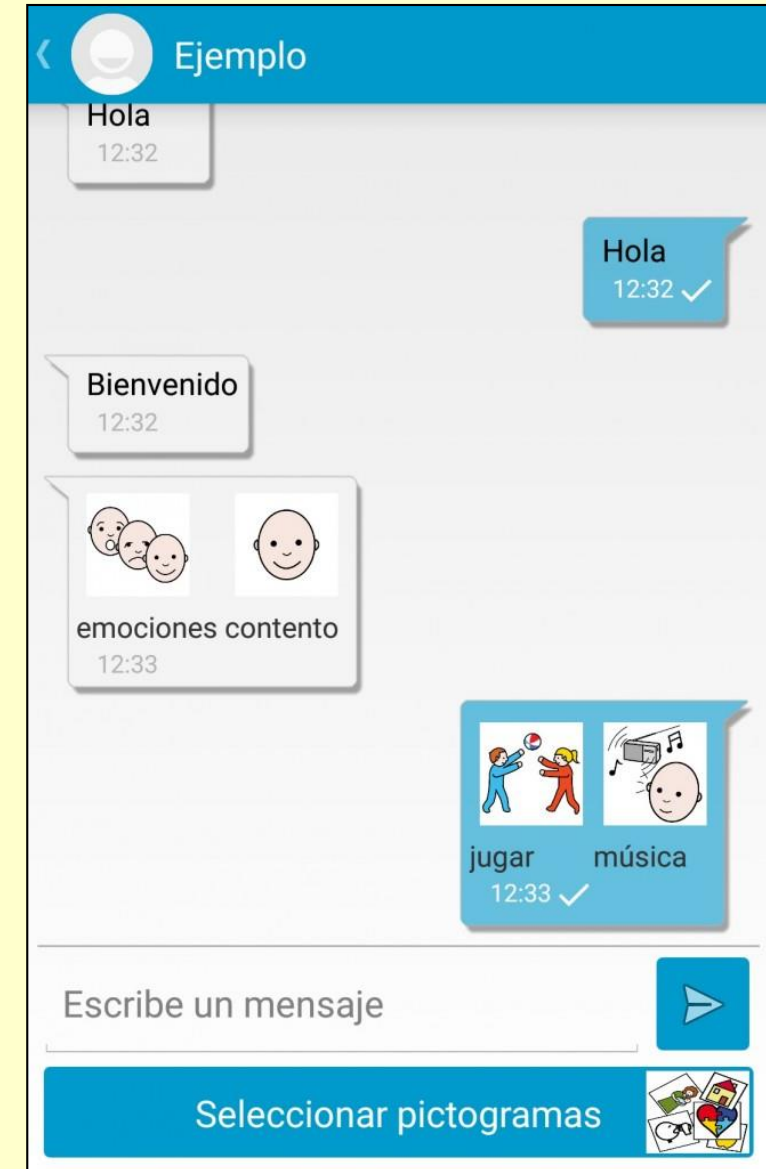 Ejemplo
Hola
12:32
Hola
12:32
Bienvenido
12:32
emociones contento
12:33
jugar música
12:33
Escribe un mensaje
Seleccionar pictogramas